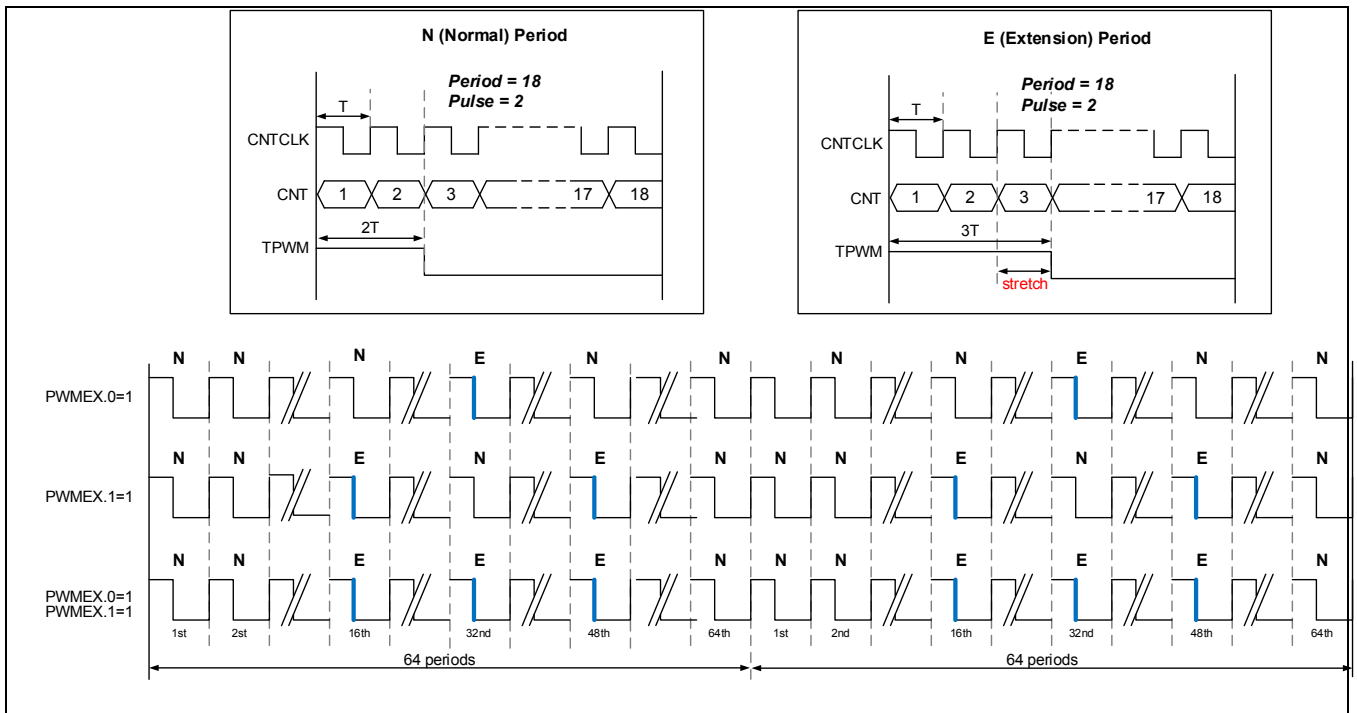 N (Normal) Period
Period = 18
Pulse = 2
T
CNTCLK
CNT 1 2 3 17 18
2T
TPWM
E (Extension) Period
Period = 18
Pulse = 2
T
CNTCLK
CNT 1 2 3 17 18
3T
TPWM
stretch
N N N E N N N N E N N
PWMEX.0=1
N N E N E N N N E N E N
PWMEX.1=1
N N E E E N N N E E E N
PWMEX.0=1
PWMEX.1=1
1st 2st 16th 32nd 48th 64th 1st 2nd 16th 32nd 48th 64th
64 periods 64 periods